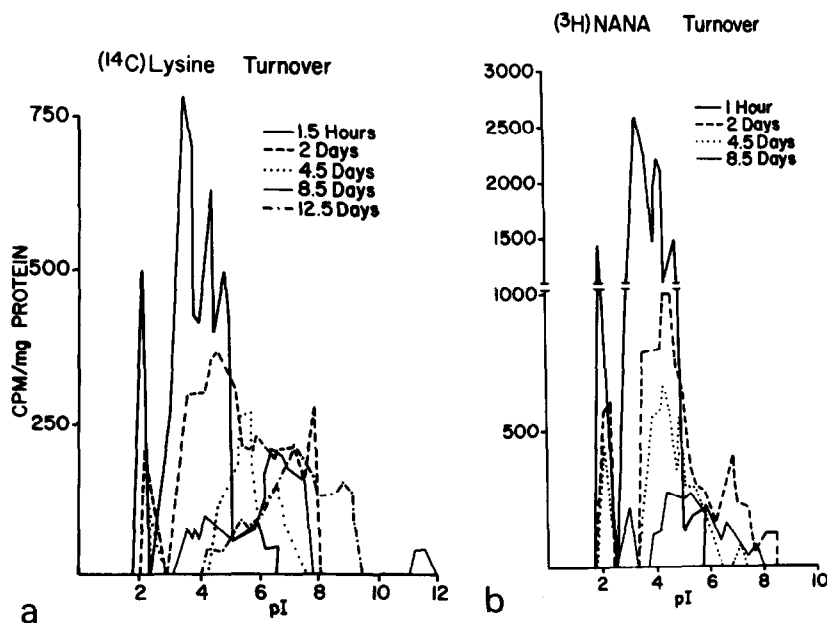 (14C)Lysine Turnover
750
500
250
CPM/mg PROTEIN
1.5 Hours
2 Days
4.5 Days
8.5 Days
12.5 Days
2 4 6 8 10 12
pI
a
(3H)NANA Turnover
3000
2500
2000
1500
1000
500
1 Hour
2 Days
4.5 Days
8.5 Days
2 4 6 8 10
pI
b